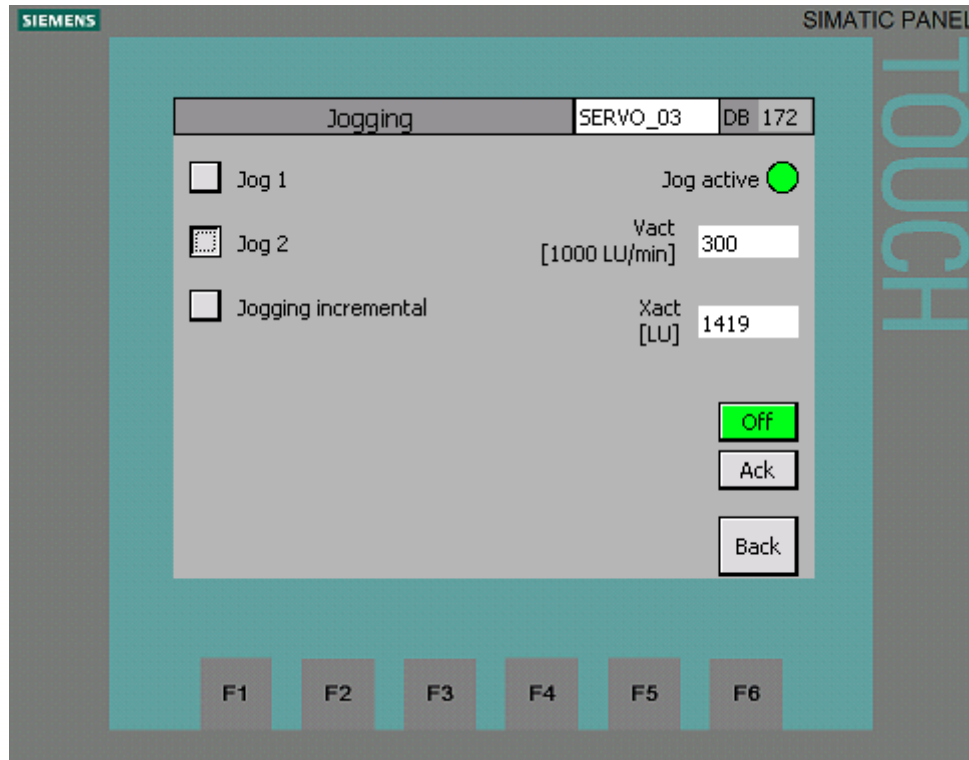 SIEMENS
SIMATIC PANEL
TOUCH
Jogging SERVO_03 DB 172
Jog 1 Jog active
Jog 2 Vact 300
[1000 LU/min]
Jogging incremental Xact 1419
[LU]
Off
Ack
Back
F1 F2 F3 F4 F5 F6